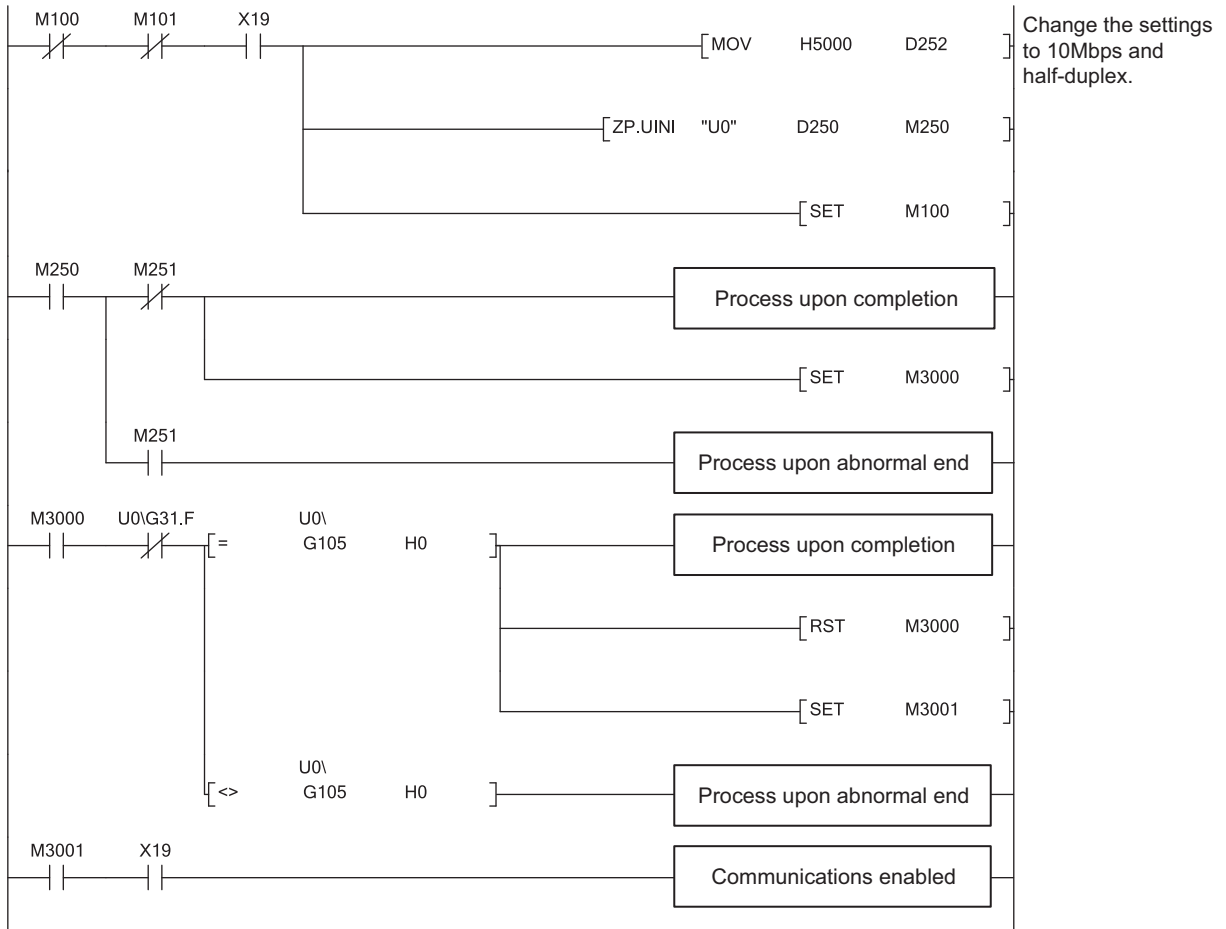 M100 M101 X19
MOV H5000 D252
Change the settings
to 10Mbps and
half-duplex.
ZP.UINI "U0" D250 M250
SET M100
M250 M251
Process upon completion
SET M3000
M251
Process upon abnormal end
M3000 U0\G31.F U0\
= G105 H0
Process upon completion
RST M3000
SET M3001
U0\
<> G105 H0
Process upon abnormal end
M3001 X19
Communications enabled